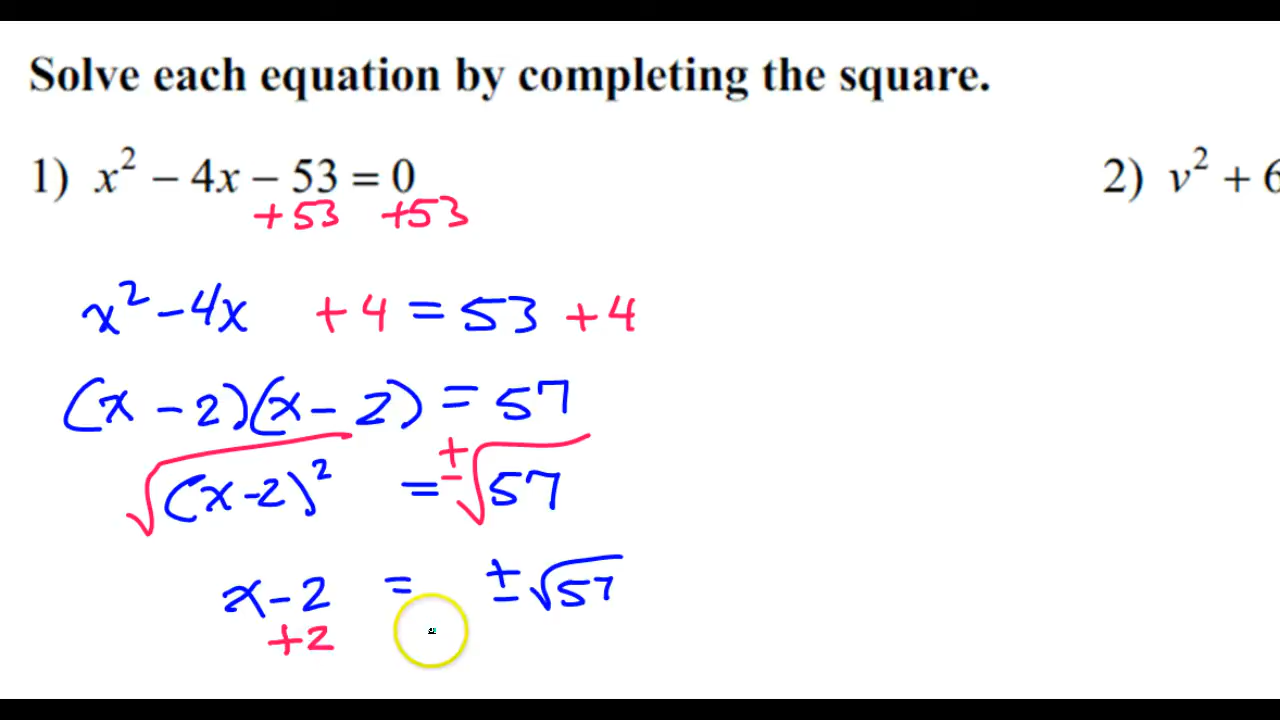 Solve each equation by completing the square.
1) x² − 4x − 53 = 0
2) v² + 6
+53 +53
x² − 4x + 4 = 53 + 4
(x − 2)(x − 2) = 57
√(x − 2)² = ±√57
x − 2 = ±√57
+2